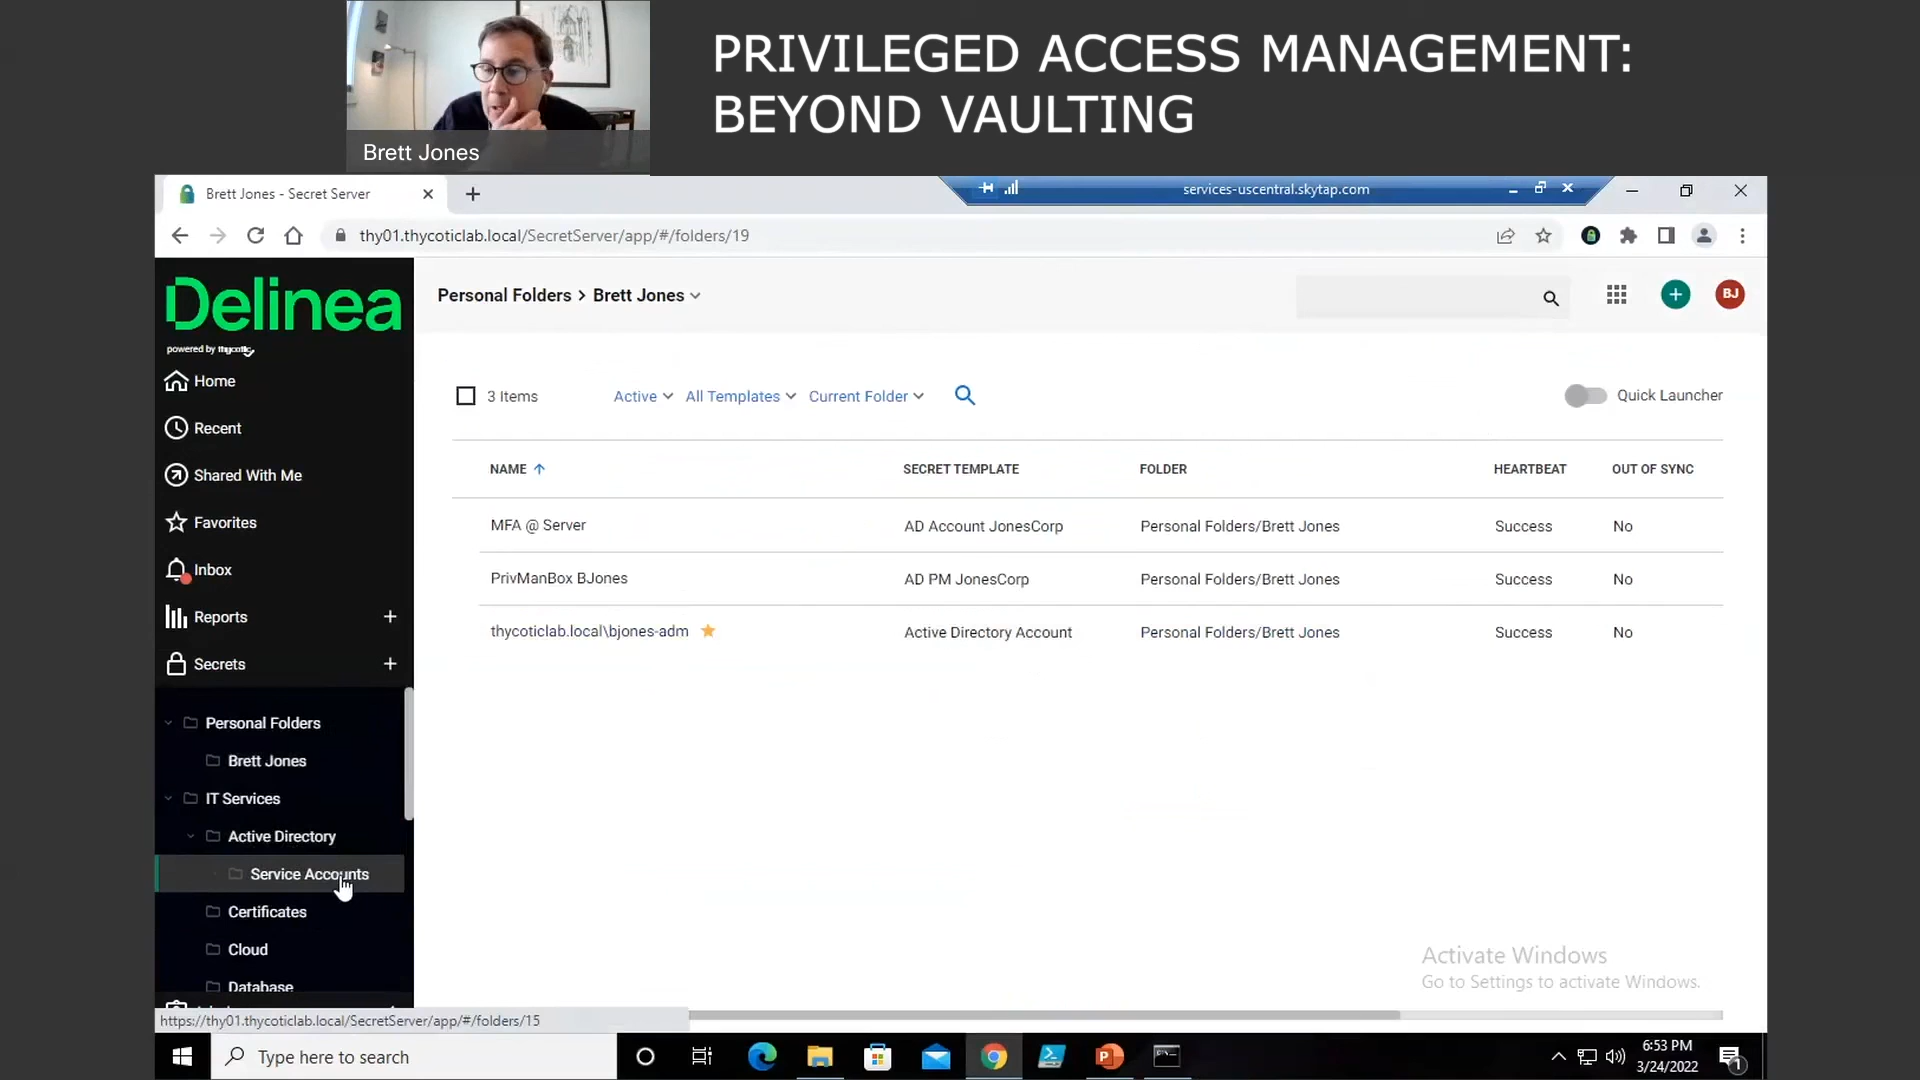 PRIVILEGED ACCESS MANAGEMENT:
BEYOND VAULTING
Brett Jones
Brett Jones - Secret Server
services-uscentral.skytap.com
thy01.thycoticlab.local/SecretServer/app/#/folders/19
Delinea
powered by thycotic
Personal Folders > Brett Jones
BJ
Home
Recent
Shared With Me
Favorites
Inbox
Reports
Secrets
Personal Folders
Brett Jones
IT Services
Active Directory
Service Accounts
Certificates
Cloud
Database
3 Items Active All Templates Current Folder Quick Launcher
NAME SECRET TEMPLATE FOLDER HEARTBEAT OUT OF SYNC
MFA @ Server AD Account JonesCorp Personal Folders/Brett Jones Success No
PrivManBox BJones AD PM JonesCorp Personal Folders/Brett Jones Success No
thycoticlab.local\bjones-adm Active Directory Account Personal Folders/Brett Jones Success No
Activate Windows
Go to Settings to activate Windows.
https://thy01.thycoticlab.local/SecretServer/app/#/folders/15
Type here to search
6:53 PM
3/24/2022
1